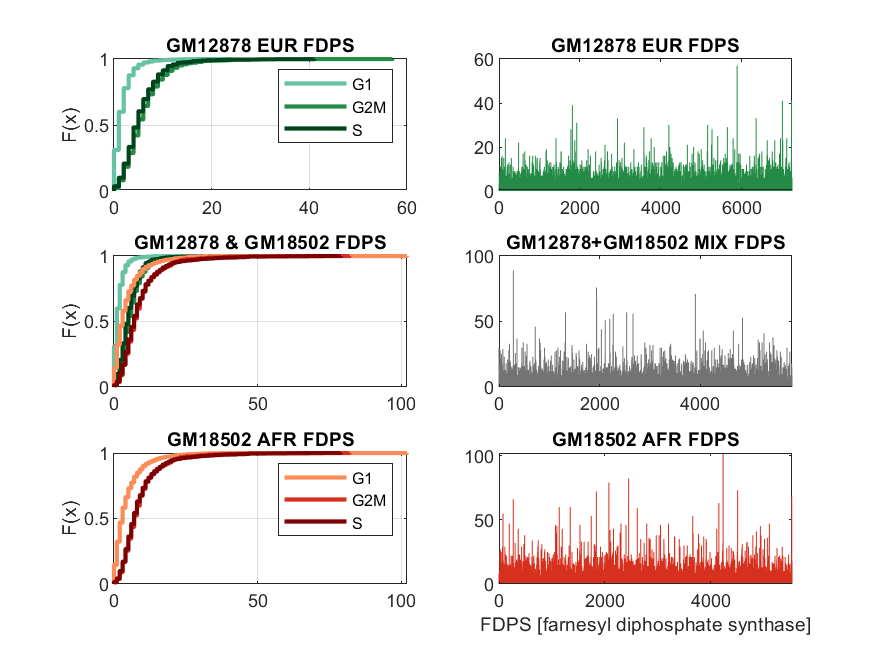 GM12878 EUR FDPS
1
0.5
0
F(x)
0
20
40
60
G1
G2M
S
GM12878 EUR FDPS
60
40
20
0
0
2000
4000
6000
GM12878 & GM18502 FDPS
1
0.5
0
F(x)
0
50
100
GM12878+GM18502 MIX FDPS
100
50
0
0
2000
4000
GM18502 AFR FDPS
1
0.5
0
F(x)
0
50
100
G1
G2M
S
GM18502 AFR FDPS
100
50
0
0
2000
4000
FDPS [farnesyl diphosphate synthase]